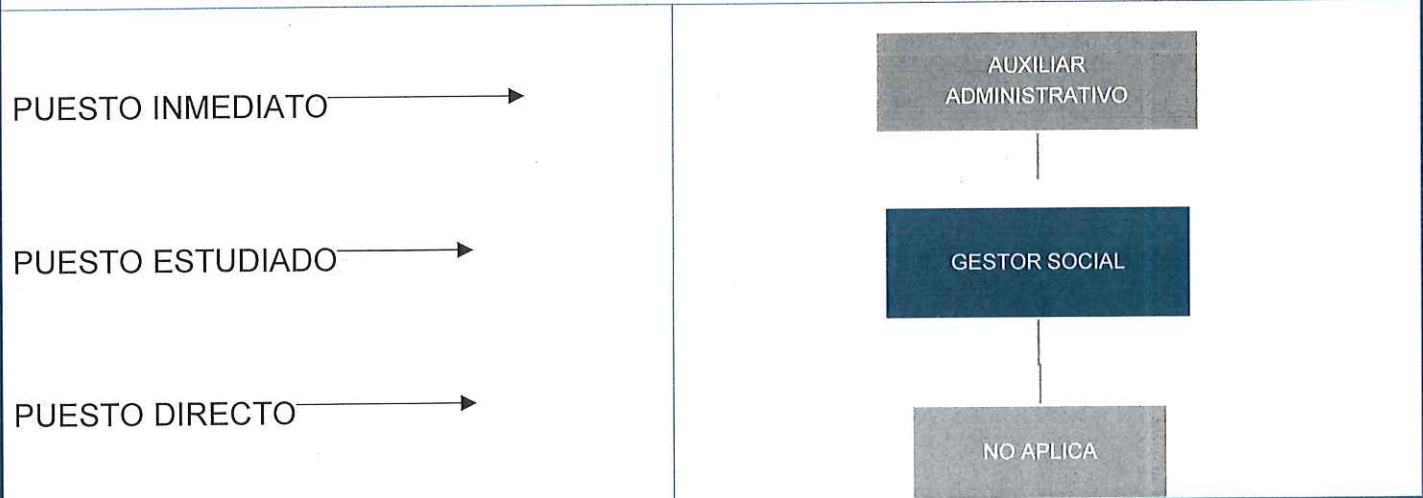 PUESTO INMEDIATO
AUXILIAR
ADMINISTRATIVO
PUESTO ESTUDIADO
GESTOR SOCIAL
PUESTO DIRECTO
NO APLICA